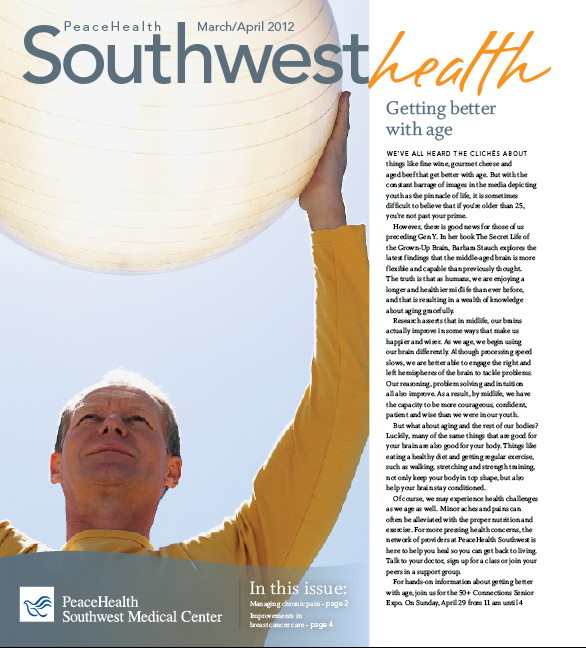 PeaceHealth March/April 2012
Southwesthealth
Getting better
with age
WE'VE ALL HEARD THE CLICHÉS ABOUT
things like fine wine, gourmet cheese and
aged beef that get better with age. But with the
constant barrage of images in the media depicting
youth as the pinnacle of life, it is sometimes
difficult to believe that if you're older than 25,
you're not past your prime.
However, there is good news for those of us
preceding Gen Y. In her book The Secret Life of
the Grown-Up Brain, Barbara Stauch explores the
latest findings that the middle-aged brain is more
flexible and capable than previously thought.
The truth is that as humans, we are enjoying a
longer and healthier midlife than ever before,
and that is resulting in a wealth of knowledge
about aging gracefully.
Research asserts that in midlife, our brains
actually improve in some ways that make us
happier and wiser. As we age, we begin using
our brain differently. Although processing speed
slows, we are better able to engage the right and
left hemispheres of the brain to tackle problems.
Our reasoning, problem solving and intuition
all also improve. As a result, by midlife, we have
the capacity to be more courageous, confident,
patient and wise than we were in our youth.
But what about aging and the rest of our bodies?
Luckily, many of the same things that are good for
your brain are also good for your body. Things like
eating a healthy diet and getting regular exercise,
such as walking, stretching and strength training,
not only keep your body in top shape, but also
help your brain stay conditioned.
Of course, we may experience health challenges
as we age as well. Minor aches and pains can
often be alleviated with the proper nutrition and
exercise. For more pressing health concerns, the
network of providers at PeaceHealth Southwest is
here to help you heal so you can get back to living.
Talk to your doctor, sign up for a class or join your
peers in a support group.
For hands-on information about getting better
with age, join us for the 50+ Connections Senior
Expo. On Sunday, April 29 from 11 am until 4
PeaceHealth
Southwest Medical Center
In this issue:
Managing chronic pain - page 2
Improvements in
breast cancer care - page 4